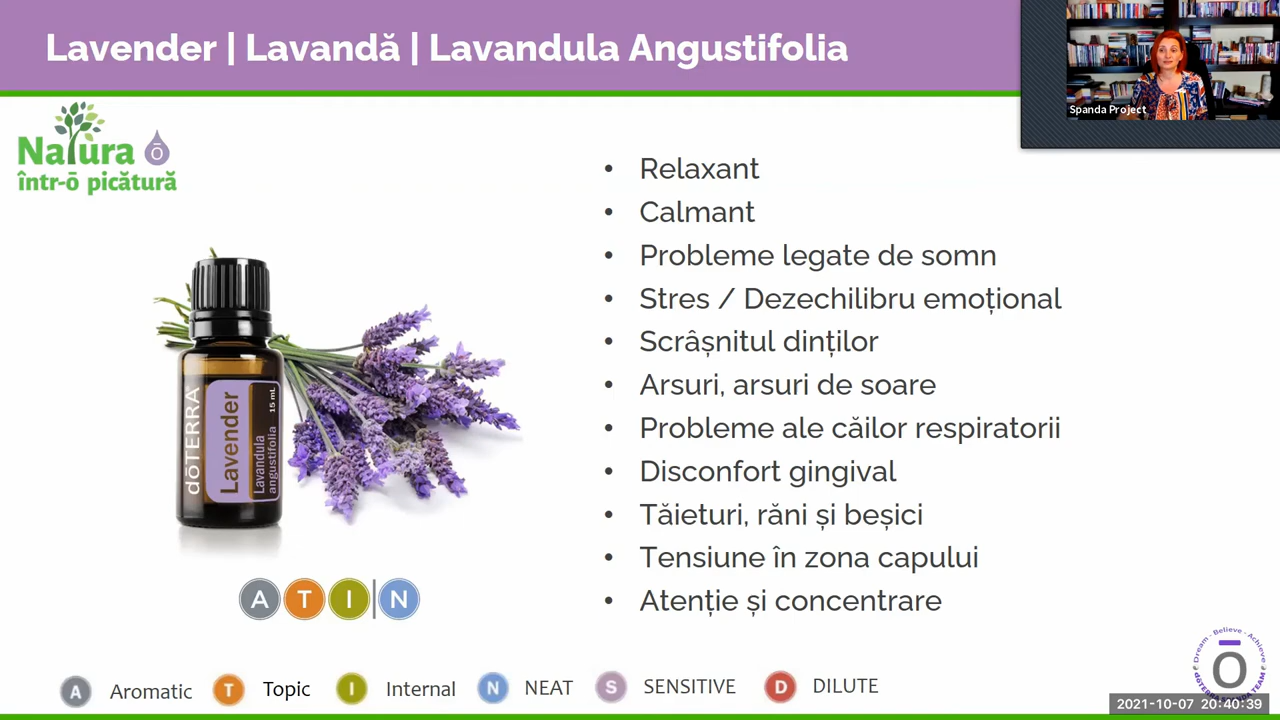 Lavender | Lavandă | Lavandula Angustifolia
Spanda Project
Natura ō
într-ō picătură
• Relaxant
• Calmant
• Probleme legate de somn
• Stres / Dezechilibru emoțional
• Scrâșnitul dinților
• Arsuri, arsuri de soare
• Probleme ale căilor respiratorii
• Disconfort gingival
• Tăieturi, răni și beșici
• Tensiune în zona capului
• Atenție și concentrare
dōTERRA
Lavender
Lavandula
angustifolia
15 mL
A T I | N
A Aromatic T Topic I Internal N NEAT S SENSITIVE D DILUTE
Dream - Believe - Achieve
dōTERRA SPANDA TEAM
2021-10-07 20:40:39